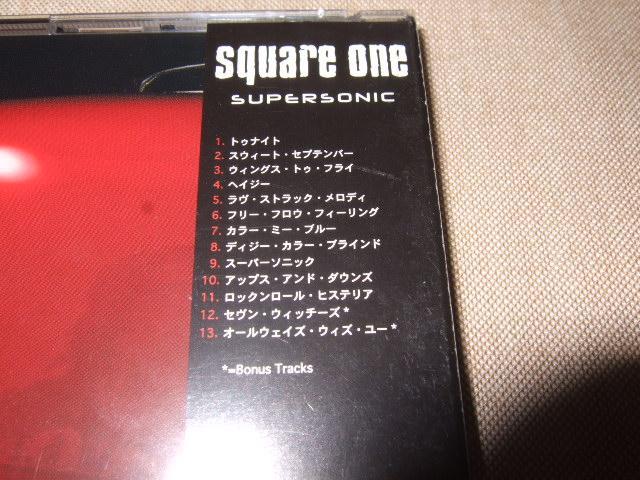 square one
SUPERSONIC
1. トゥナイト
2. スウィート・セプテンバー
3. ウィングス・トゥ・フライ
4. ヘイジー
5. ラヴ・ストラック・メロディ
6. フリー・フロウ・フィーリング
7. カラー・ミー・ブルー
8. ディジー・カラー・ブラインド
9. スーパーソニック
10. アップス・アンド・ダウンズ
11. ロックンロール・ヒステリア
12. セヴン・ウィッチーズ*
13. オールウェイズ・ウィズ・ユー*
*=Bonus Tracks